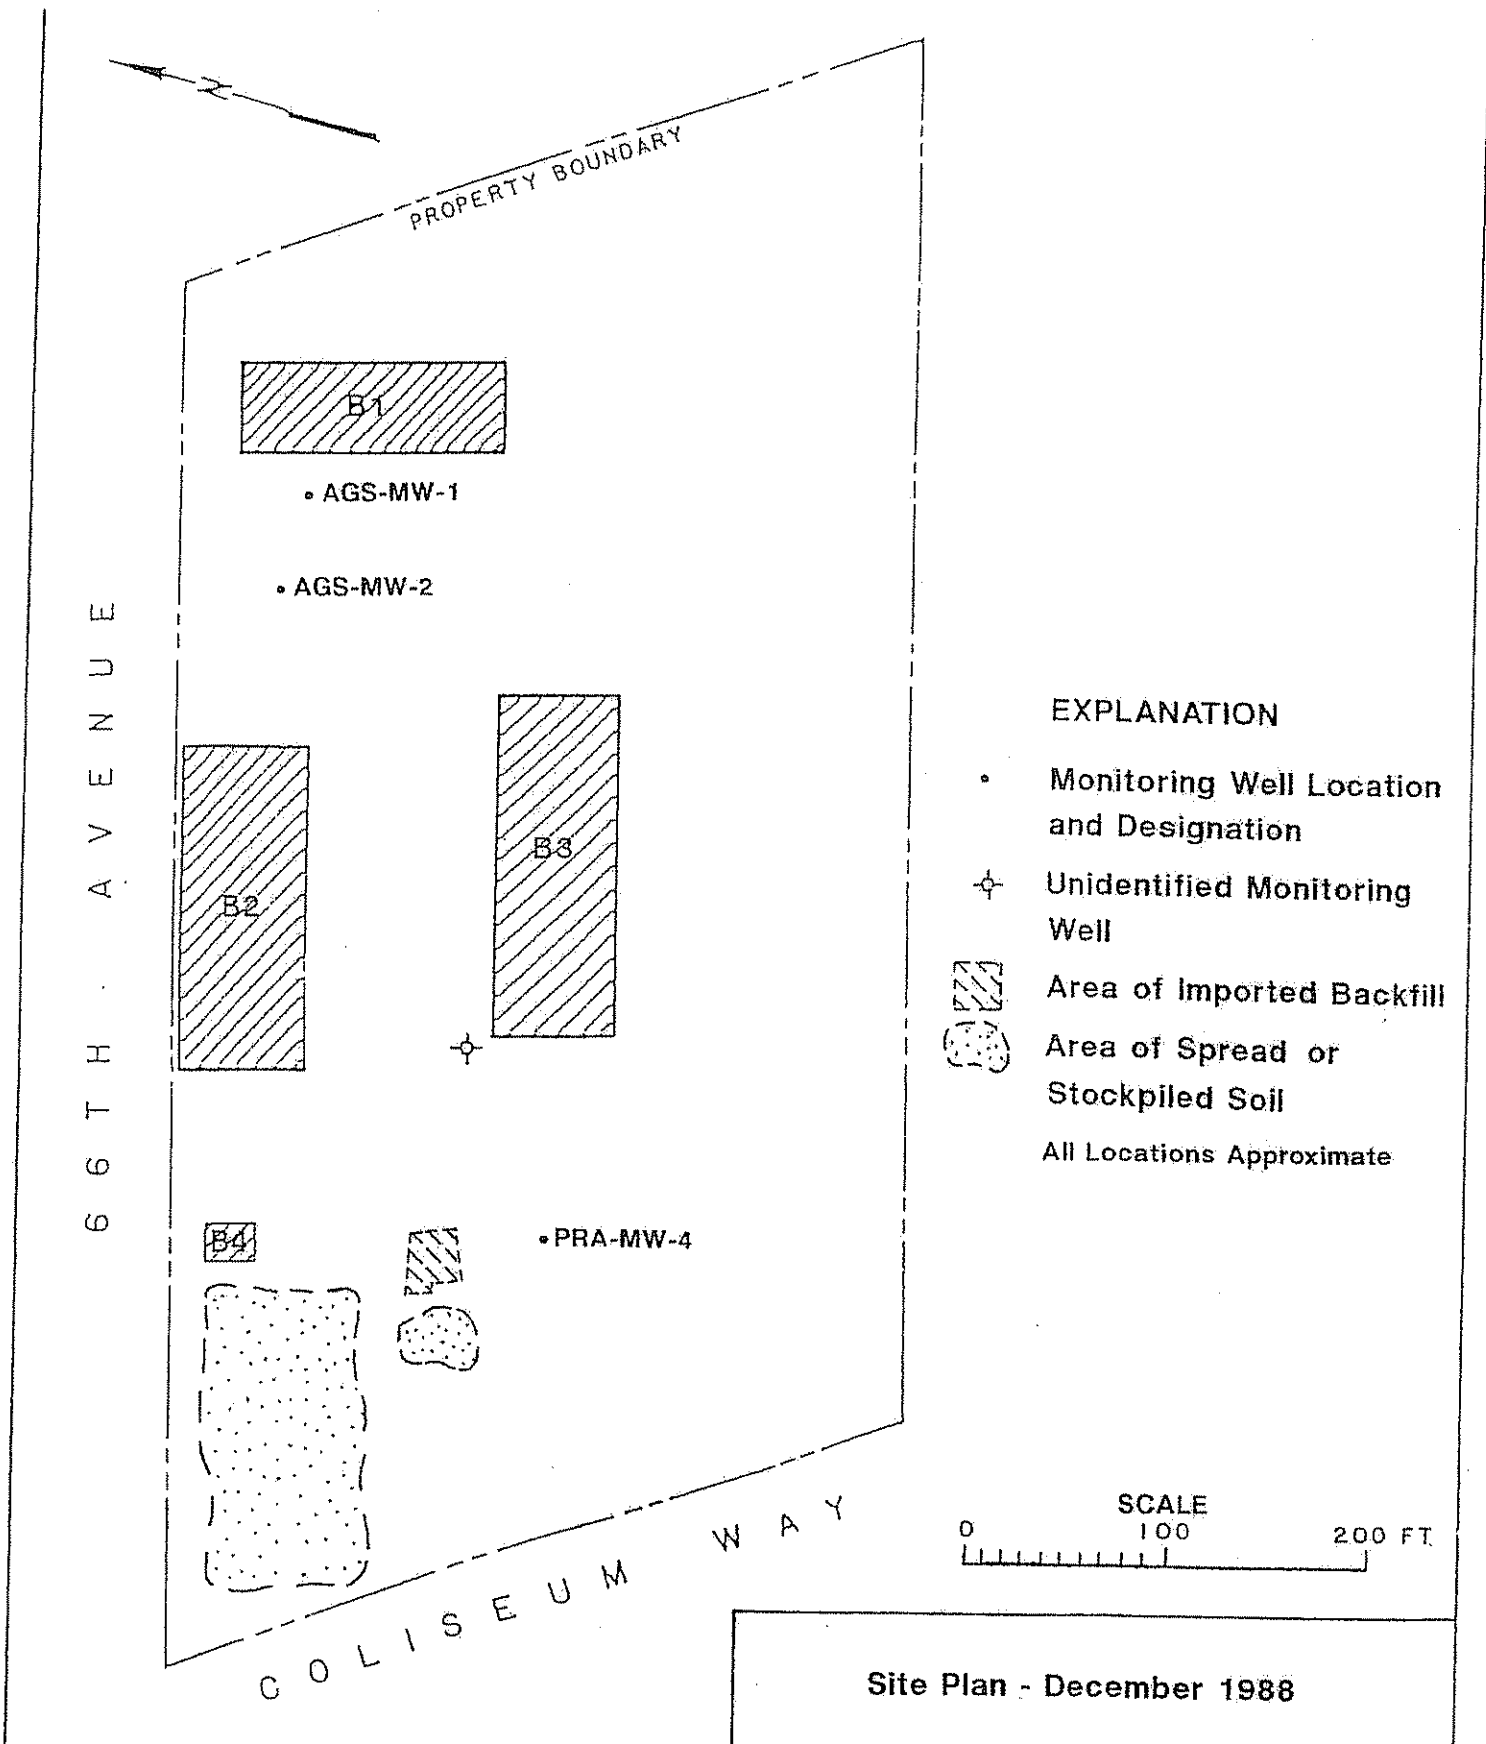 N
PROPERTY BOUNDARY
B1
AGS-MW-1
AGS-MW-2
66TH. AVENUE
B2
B3
PRA-MW-4
B4
COLISEUM WAY
EXPLANATION
Monitoring Well Location
and Designation
Unidentified Monitoring
Well
Area of Imported Backfill
Area of Spread or
Stockpiled Soil
All Locations Approximate
SCALE
0 100 200 FT.
Site Plan - December 1988